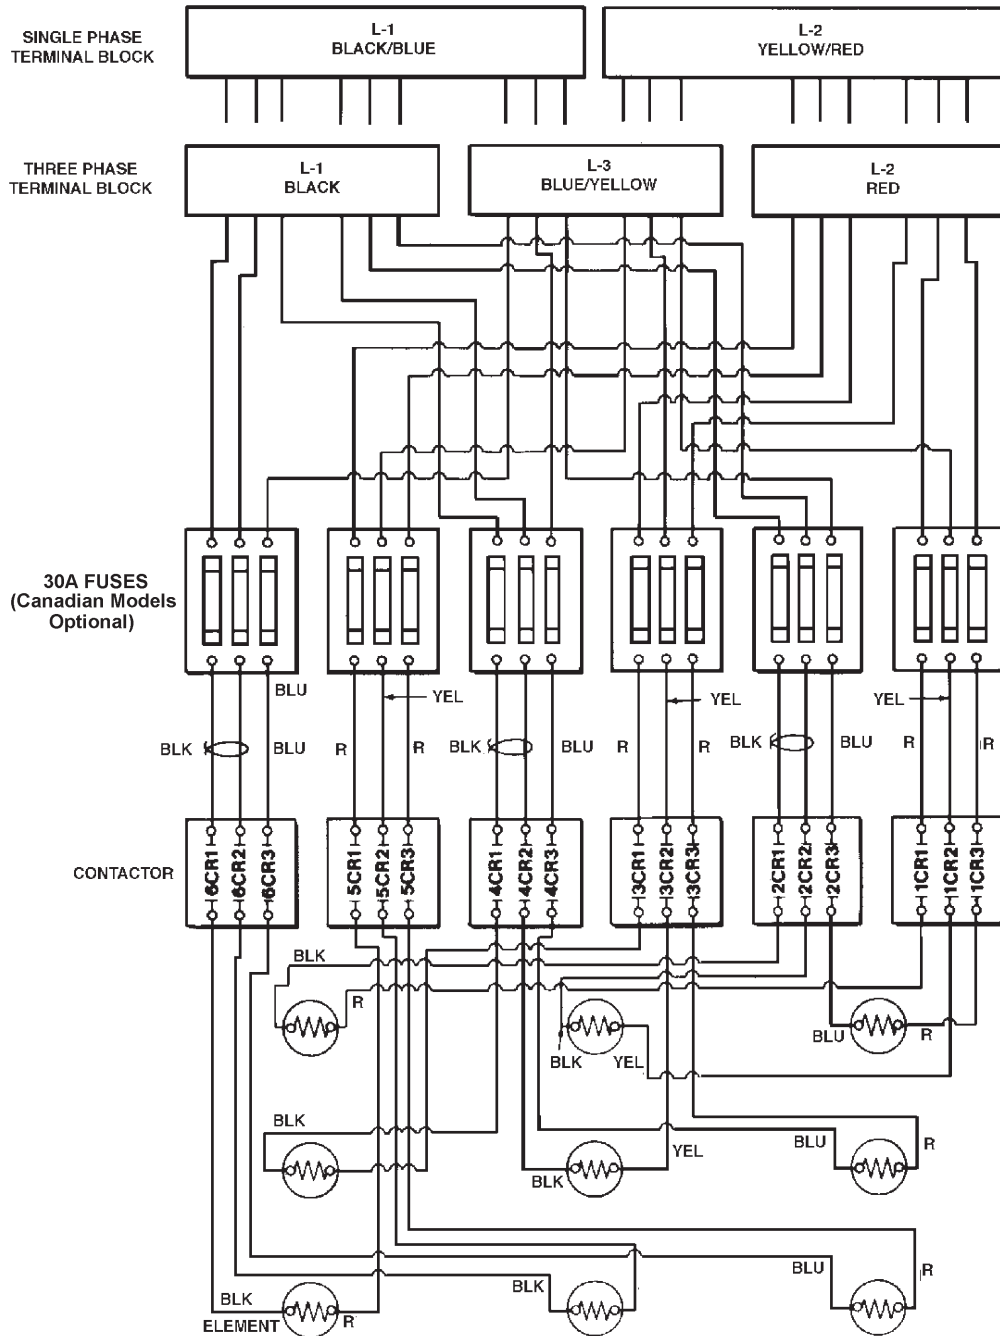 SINGLE PHASE
TERMINAL BLOCK
L-1
BLACK/BLUE
L-2
YELLOW/RED
THREE PHASE
TERMINAL BLOCK
L-1
BLACK
L-3
BLUE/YELLOW
L-2
RED
30A FUSES
(Canadian Models
Optional)
BLU
YEL
YEL
YEL
BLK
BLU
R
R
BLK
BLU
R
R
BLK
BLU
R
R
CONTACTOR
6CR1
6CR2
6CR3
5CR1
5CR2
5CR3
4CR1
4CR2
4CR3
3CR1
3CR2
3CR3
2CR1
2CR2
2CR3
1CR1
1CR2
1CR3
BLK
R
BLK
YEL
BLU
R
BLK
BLK
YEL
BLU
R
BLK
ELEMENT
R
BLK
BLU
R